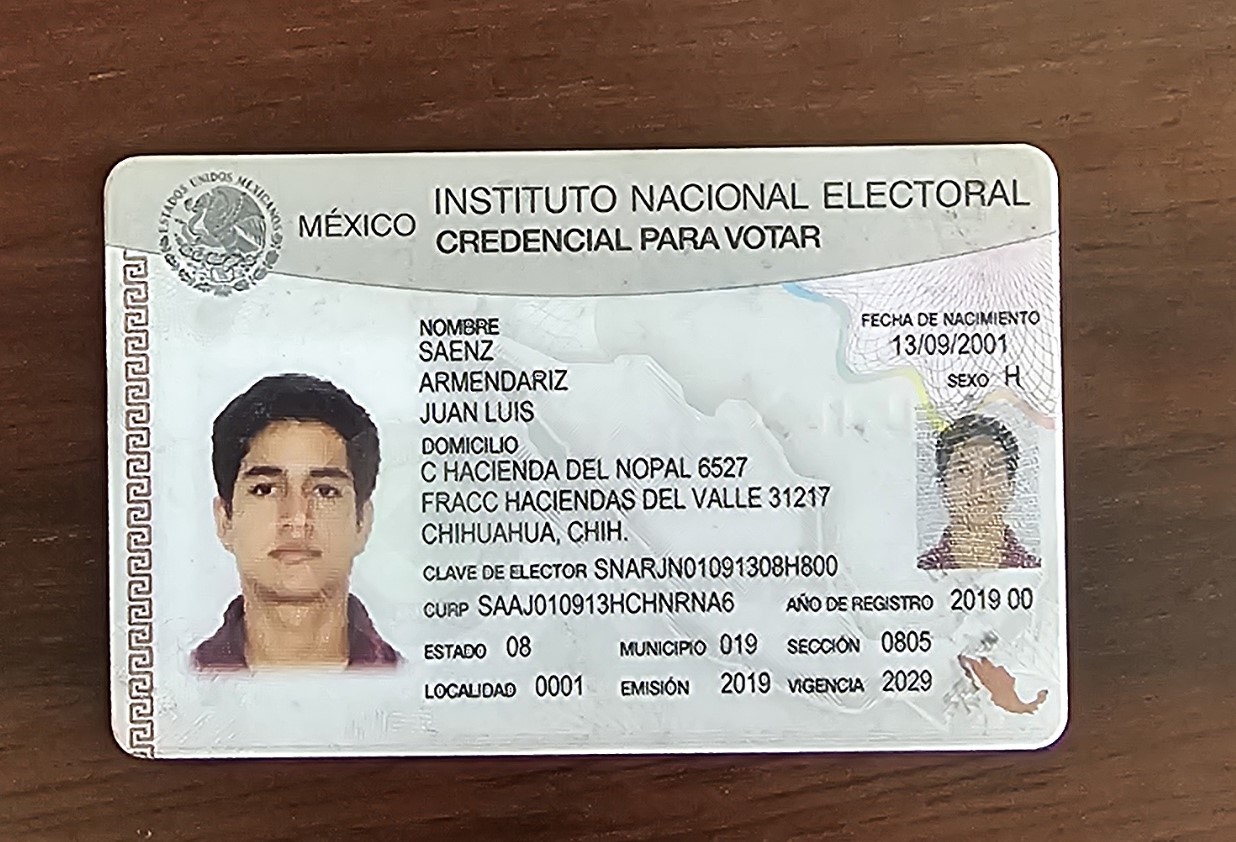 ESTADOS UNIDOS MEXICANOS
MÉXICO
INSTITUTO NACIONAL ELECTORAL
CREDENCIAL PARA VOTAR
NOMBRE
SAENZ
ARMENDARIZ
JUAN LUIS
FECHA DE NACIMIENTO
13/09/2001
SEXO H
DOMICILIO
C HACIENDA DEL NOPAL 6527
FRACC HACIENDAS DEL VALLE 31217
CHIHUAHUA, CHIH.
CLAVE DE ELECTOR SNARJN01091308H800
CURP SAAJ010913HCHNRNA6 AÑO DE REGISTRO 2019 00
ESTADO 08 MUNICIPIO 019 SECCIÓN 0805
LOCALIDAD 0001 EMISIÓN 2019 VIGENCIA 2029